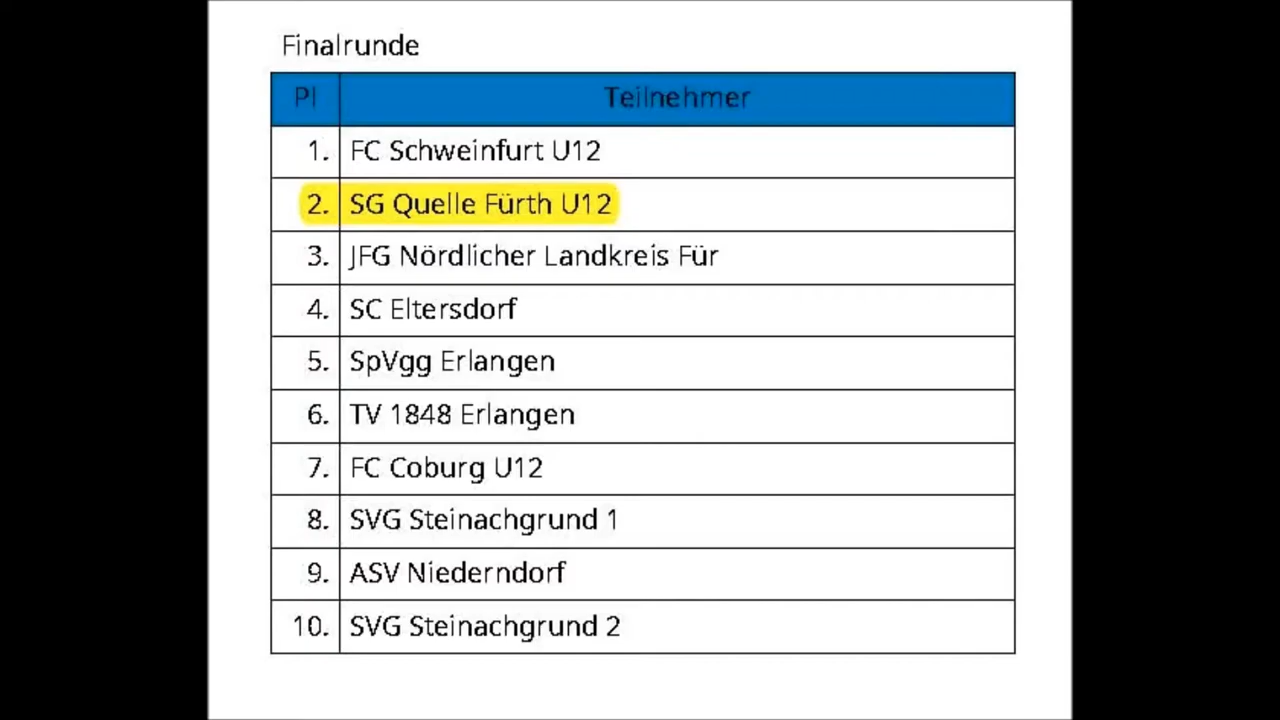 Finalrunde
Pl Teilnehmer
1. FC Schweinfurt U12
2. SG Quelle Fürth U12
3. JFG Nördlicher Landkreis Für
4. SC Eltersdorf
5. SpVgg Erlangen
6. TV 1848 Erlangen
7. FC Coburg U12
8. SVG Steinachgrund 1
9. ASV Niederndorf
10. SVG Steinachgrund 2